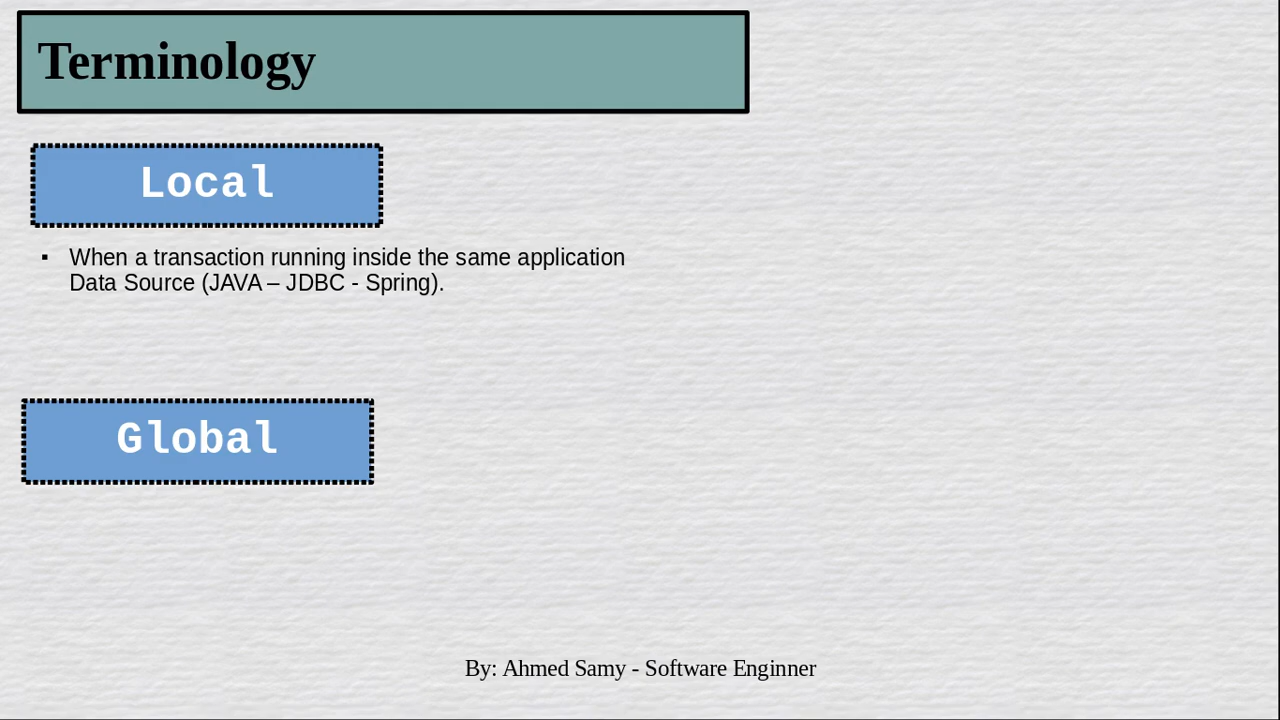 Terminology
Local
▪ When a transaction running inside the same application
Data Source (JAVA – JDBC - Spring).
Global
By: Ahmed Samy - Software Enginner